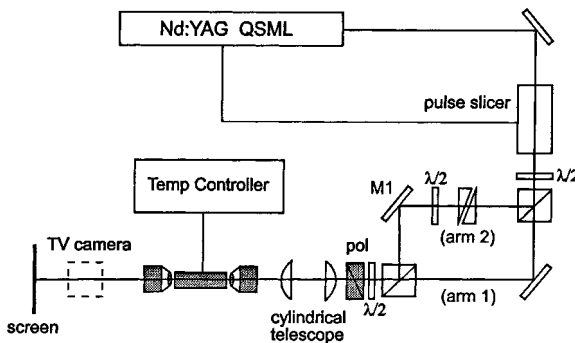 Nd:YAG QSML
pulse slicer
λ/2
Temp Controller
M1
λ/2
(arm 2)
TV camera
pol
(arm 1)
λ/2
screen
cylindrical
telescope